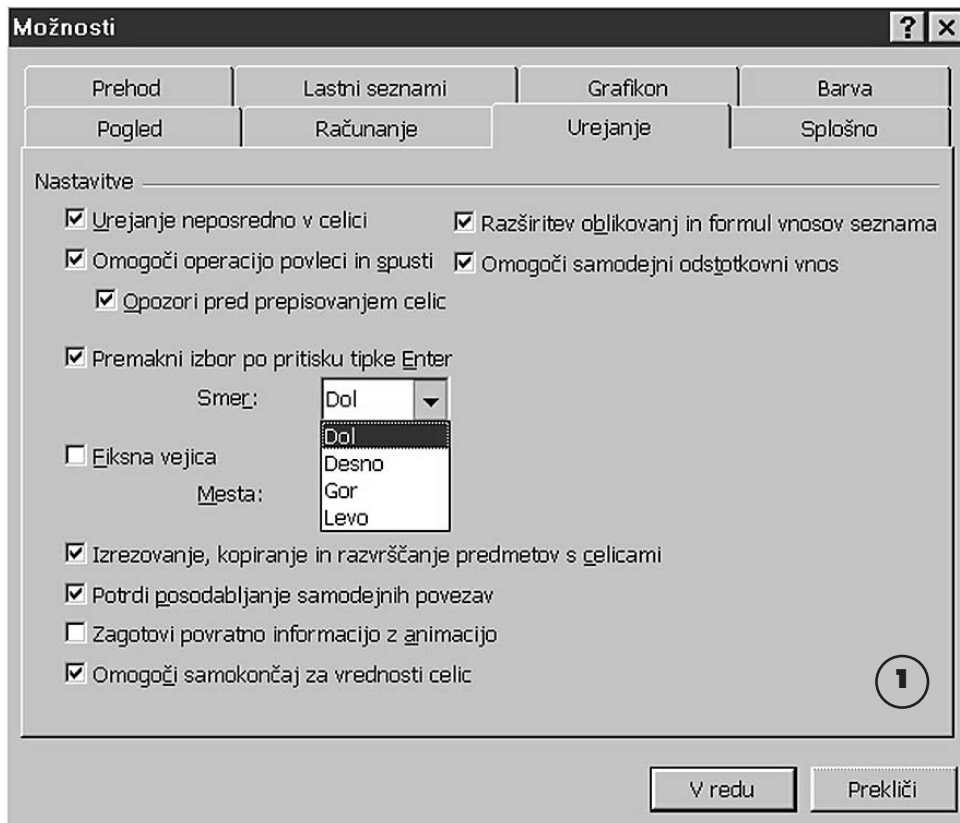 Možnosti
Prehod Lastni seznami Grafikon Barva
Pogled Računanje Urejanje Splošno
Nastavitve
Urejanje neposredno v celici
Razširitev oblikovanj in formul vnosov seznama
Omogoči operacijo povleci in spusti
Omogoči samodejni odstotkovni vnos
Opozori pred prepisovanjem celic
Premakni izbor po pritisku tipke Enter
Smer: Dol
Dol
Desno
Gor
Levo
Fiksna vejica
Mesta:
Izrezovanje, kopiranje in razvrščanje predmetov s celicami
Potrdi posodabljanje samodejnih povezav
Zagotovi povratno informacijo z animacijo
Omogoči samokončaj za vrednosti celic
1
V redu Prekliči